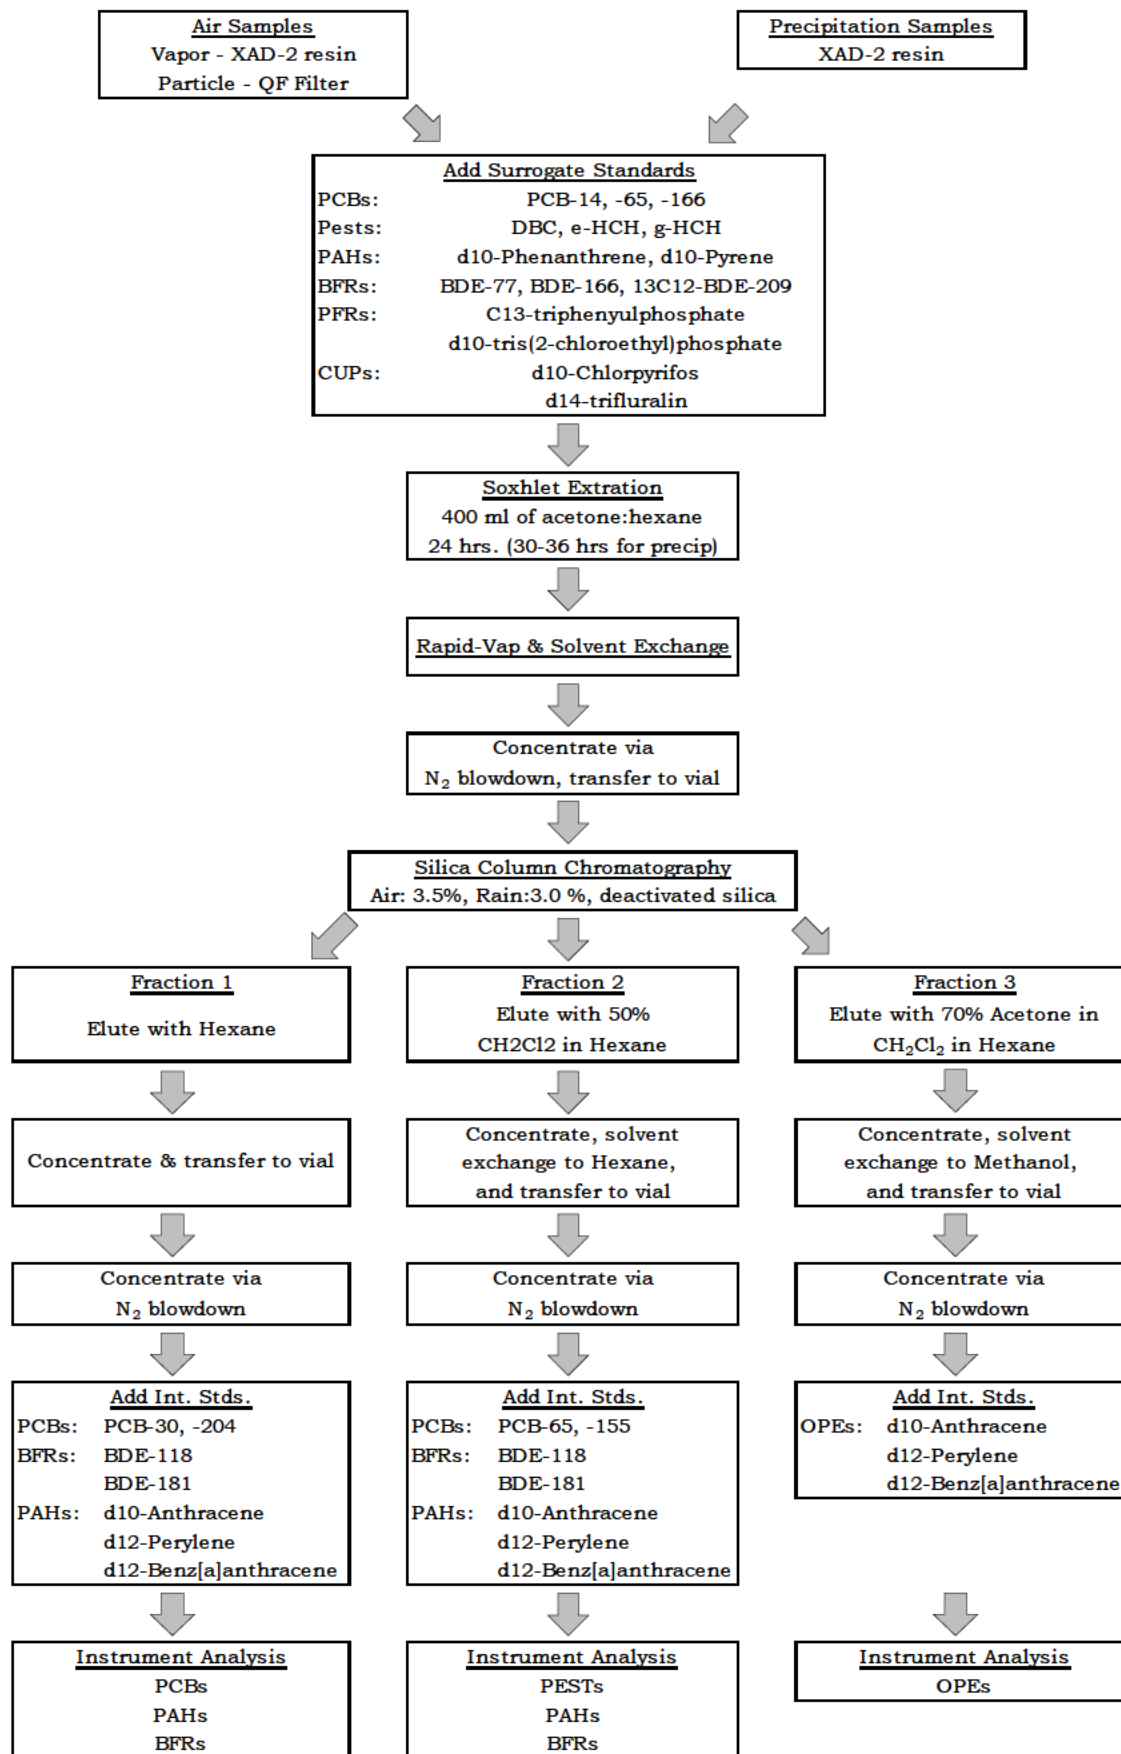 Air Samples
Vapor - XAD-2 resin
Particle - QF Filter
Precipitation Samples
XAD-2 resin
Add Surrogate Standards
PCBs: PCB-14, -65, -166
Pests: DBC, e-HCH, g-HCH
PAHs: d10-Phenanthrene, d10-Pyrene
BFRs: BDE-77, BDE-166, 13C12-BDE-209
PFRs: C13-triphenyulphosphate
d10-tris(2-chloroethyl)phosphate
CUPs: d10-Chlorpyrifos
d14-trifluralin
Soxhlet Extration
400 ml of acetone:hexane
24 hrs. (30-36 hrs for precip)
Rapid-Vap & Solvent Exchange
Concentrate via
N₂ blowdown, transfer to vial
Silica Column Chromatography
Air: 3.5%, Rain:3.0 %, deactivated silica
Fraction 1
Elute with Hexane
Fraction 2
Elute with 50%
CH2Cl2 in Hexane
Fraction 3
Elute with 70% Acetone in
CH₂Cl₂ in Hexane
Concentrate & transfer to vial
Concentrate, solvent
exchange to Hexane,
and transfer to vial
Concentrate, solvent
exchange to Methanol,
and transfer to vial
Concentrate via
N₂ blowdown
Concentrate via
N₂ blowdown
Concentrate via
N₂ blowdown
Add Int. Stds.
PCBs: PCB-30, -204
BFRs: BDE-118
BDE-181
PAHs: d10-Anthracene
d12-Perylene
d12-Benz[a]anthracene
Add Int. Stds.
PCBs: PCB-65, -155
BFRs: BDE-118
BDE-181
PAHs: d10-Anthracene
d12-Perylene
d12-Benz[a]anthracene
Add Int. Stds.
OPEs: d10-Anthracene
d12-Perylene
d12-Benz[a]anthracene
Instrument Analysis
PCBs
PAHs
BFRs
Instrument Analysis
PESTs
PAHs
BFRs
Instrument Analysis
OPEs